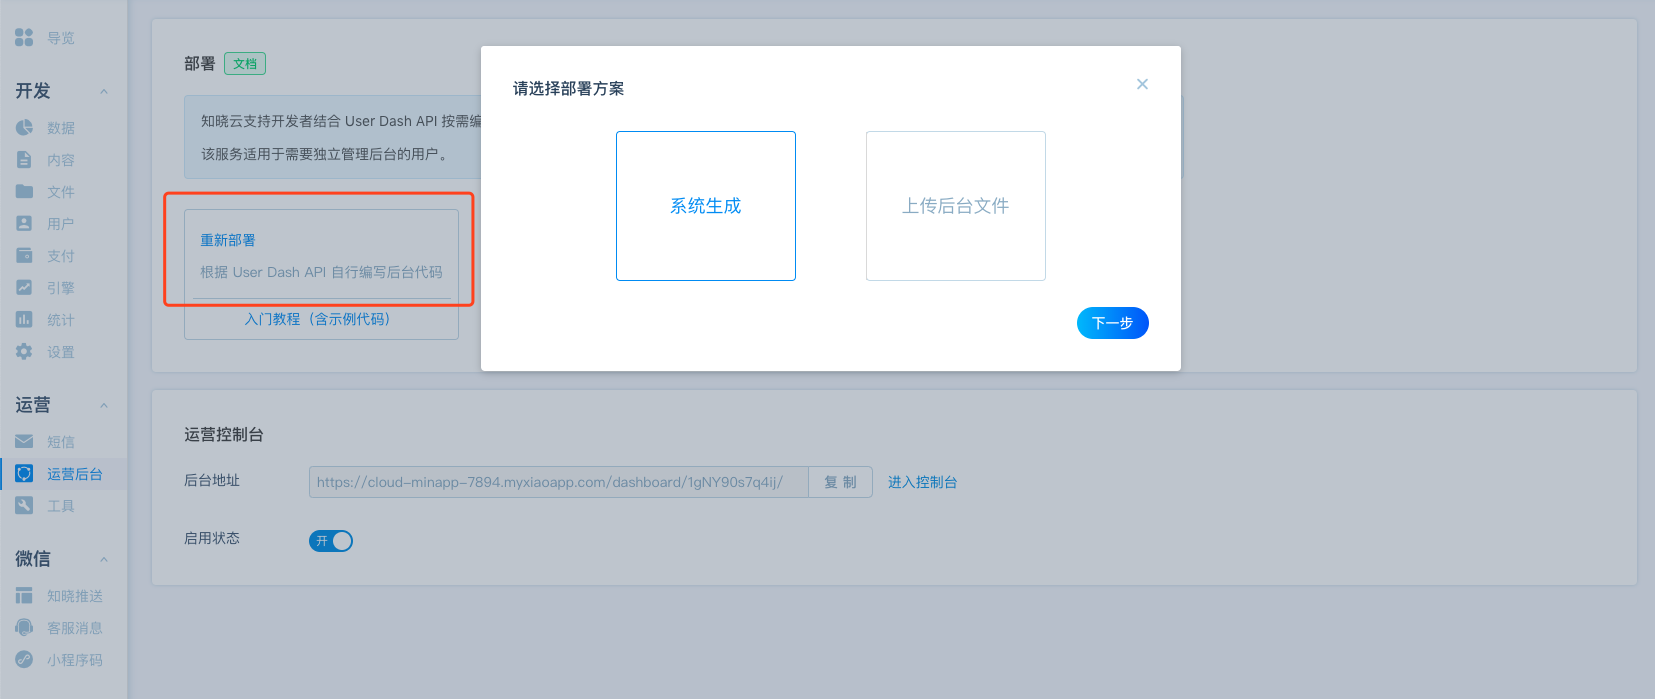 导览
开发
数据
内容
文件
用户
支付
引擎
统计
设置
运营
短信
运营后台
工具
微信
知晓推送
客服消息
小程序码
部署
文档
知晓云支持开发者结合 User Dash API 按需编
该服务适用于需要独立管理后台的用户。
重新部署
根据 User Dash API 自行编写后台代码
入门教程（含示例代码）
请选择部署方案
系统生成
上传后台文件
下一步
运营控制台
后台地址
https://cloud-minapp-7894.myxiaoapp.com/dashboard/1gNY90s7q4ij/
复 制
进入控制台
启用状态
开